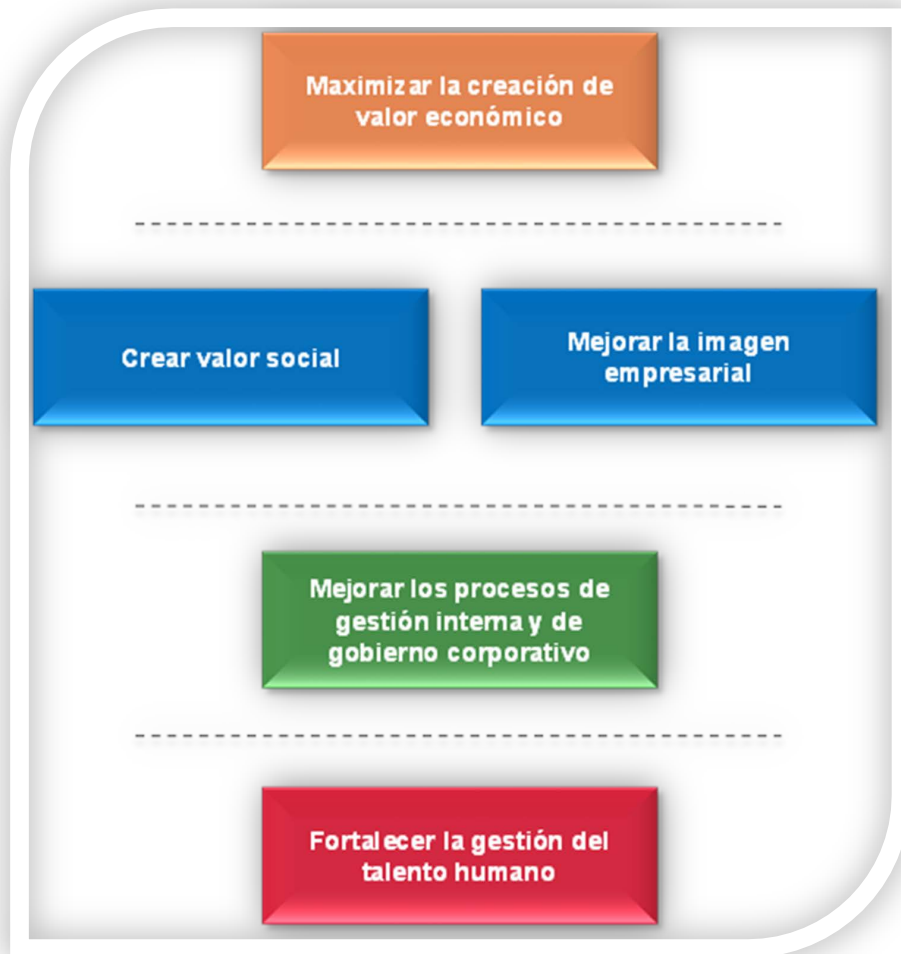 Maximizar la creación de
valor económico
Crear valor social
Mejorar la imagen
empresarial
Mejorar los procesos de
gestión interna y de
gobierno corporativo
Fortalecer la gestión del
talento humano